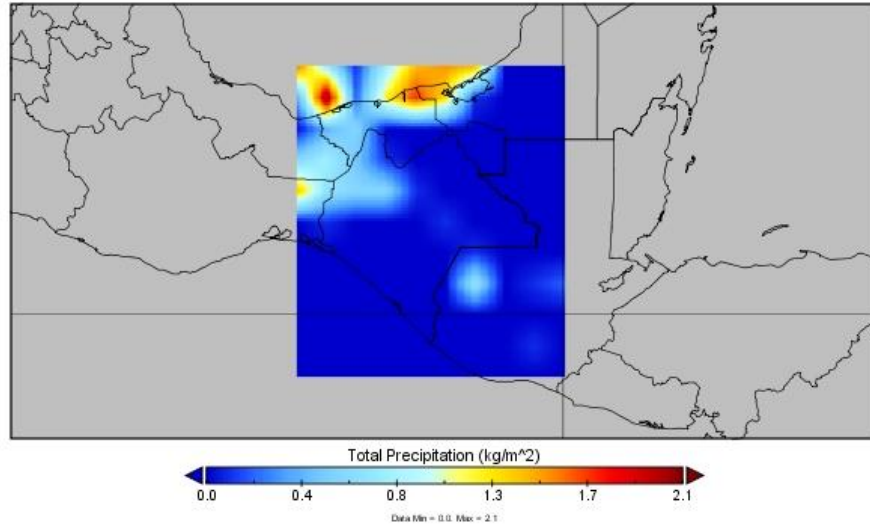 Total Precipitation (kg/m^2)
0.0 0.4 0.8 1.3 1.7 2.1
Data Min = 0.0, Max = 2.1